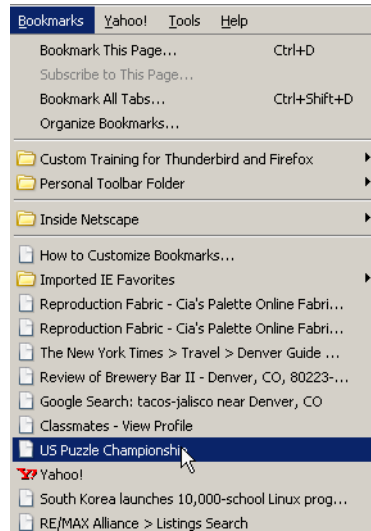 Bookmarks Yahoo! Tools Help
Bookmark This Page... Ctrl+D
Subscribe to This Page...
Bookmark All Tabs... Ctrl+Shift+D
Organize Bookmarks...
Custom Training for Thunderbird and Firefox
Personal Toolbar Folder
Inside Netscape
How to Customize Bookmarks...
Imported IE Favorites
Reproduction Fabric - Cia's Palette Online Fabri...
Reproduction Fabric - Cia's Palette Online Fabri...
The New York Times > Travel > Denver Guide ...
Review of Brewery Bar II - Denver, CO, 80223-...
Google Search: tacos-jalisco near Denver, CO
Classmates - View Profile
US Puzzle Championship
Yahoo!
South Korea launches 10,000-school Linux prog...
RE/MAX Alliance > Listings Search